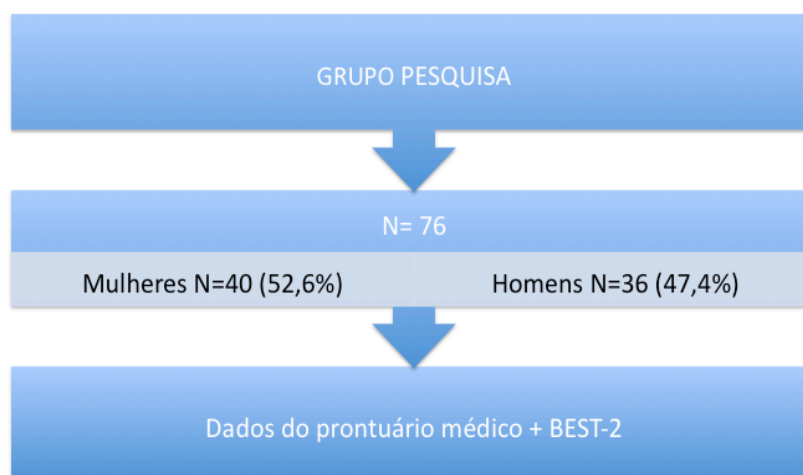 GRUPO PESQUISA
N= 76
Mulheres N=40 (52,6%)
Homens N=36 (47,4%)
Dados do prontuário médico + BEST-2